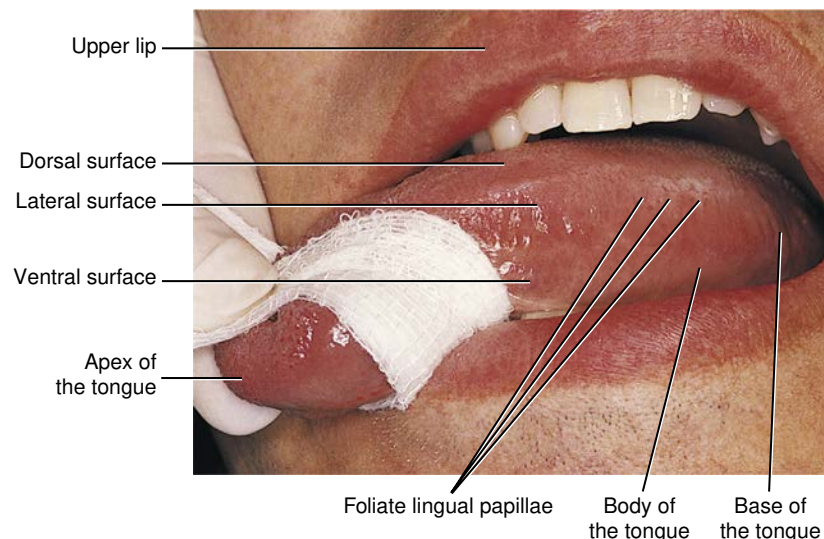 Upper lip
Dorsal surface
Lateral surface
Ventral surface
Apex of
the tongue
Foliate lingual papillae
Body of
the tongue
Base of
the tongue